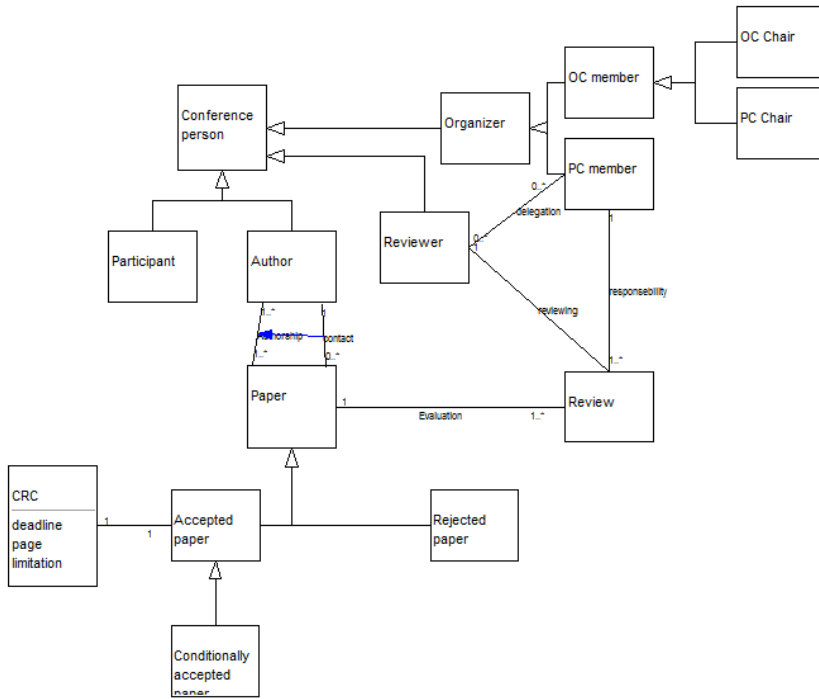 OC Chair
OC member
Conference
person
Organizer
PC Chair
PC member
0..*
delegation
Participant
Author
Reviewer
0..*
1
1
responsebility
reviewing
1..*
1
contact
1..*
0..*
1..*
Paper
1
Evaluation
1..*
Review
CRC
deadline
page
limitation
1
1
Accepted
paper
Rejected
paper
Conditionally
accepted
paper